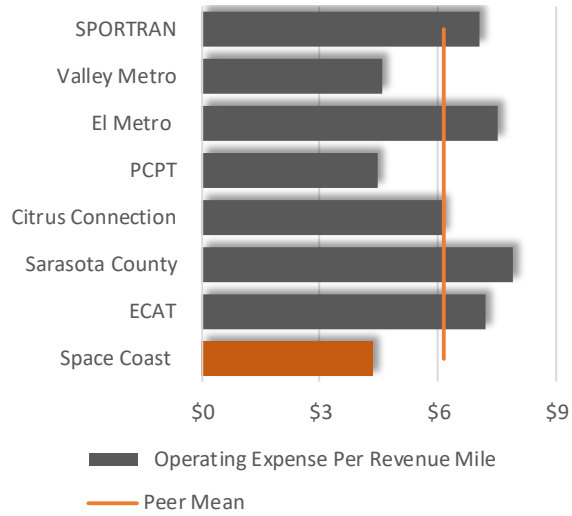 SPORTRAN
Valley Metro
El Metro
PCPT
Citrus Connection
Sarasota County
ECAT
Space Coast
$0 $3 $6 $9
Operating Expense Per Revenue Mile
Peer Mean